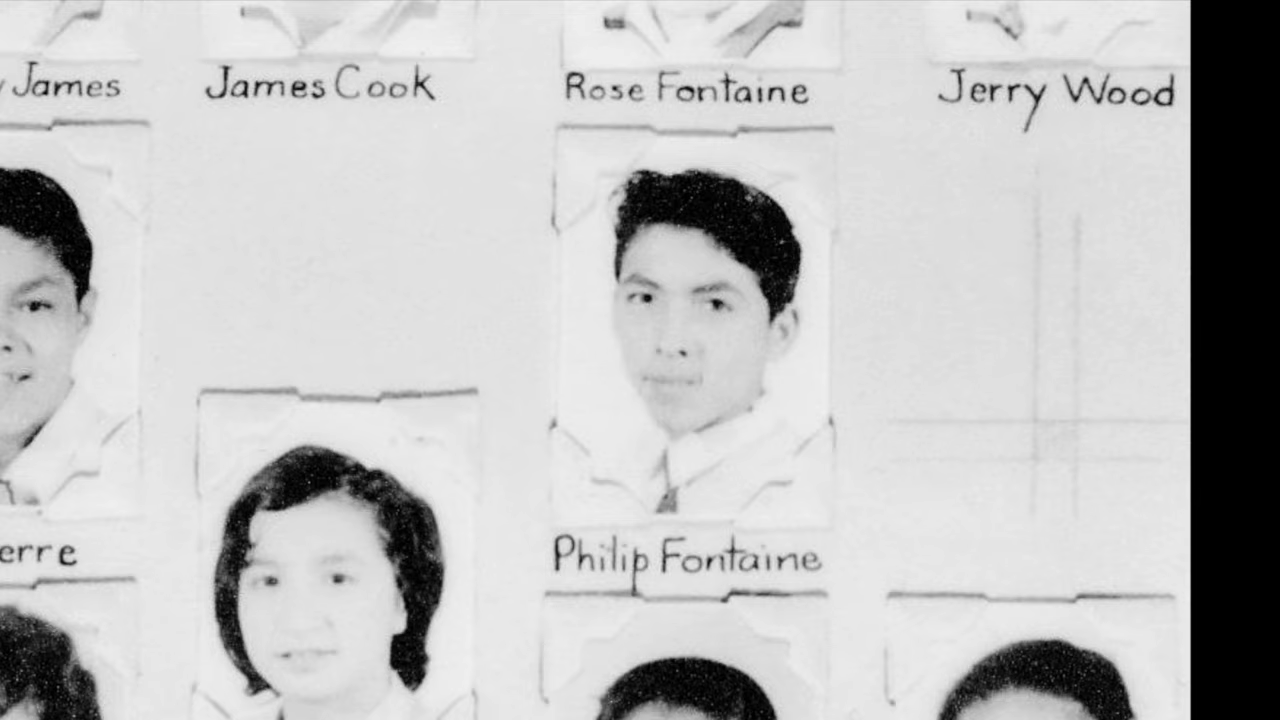 James
James Cook
Rose Fontaine
Jerry Wood
erre
Philip Fontaine